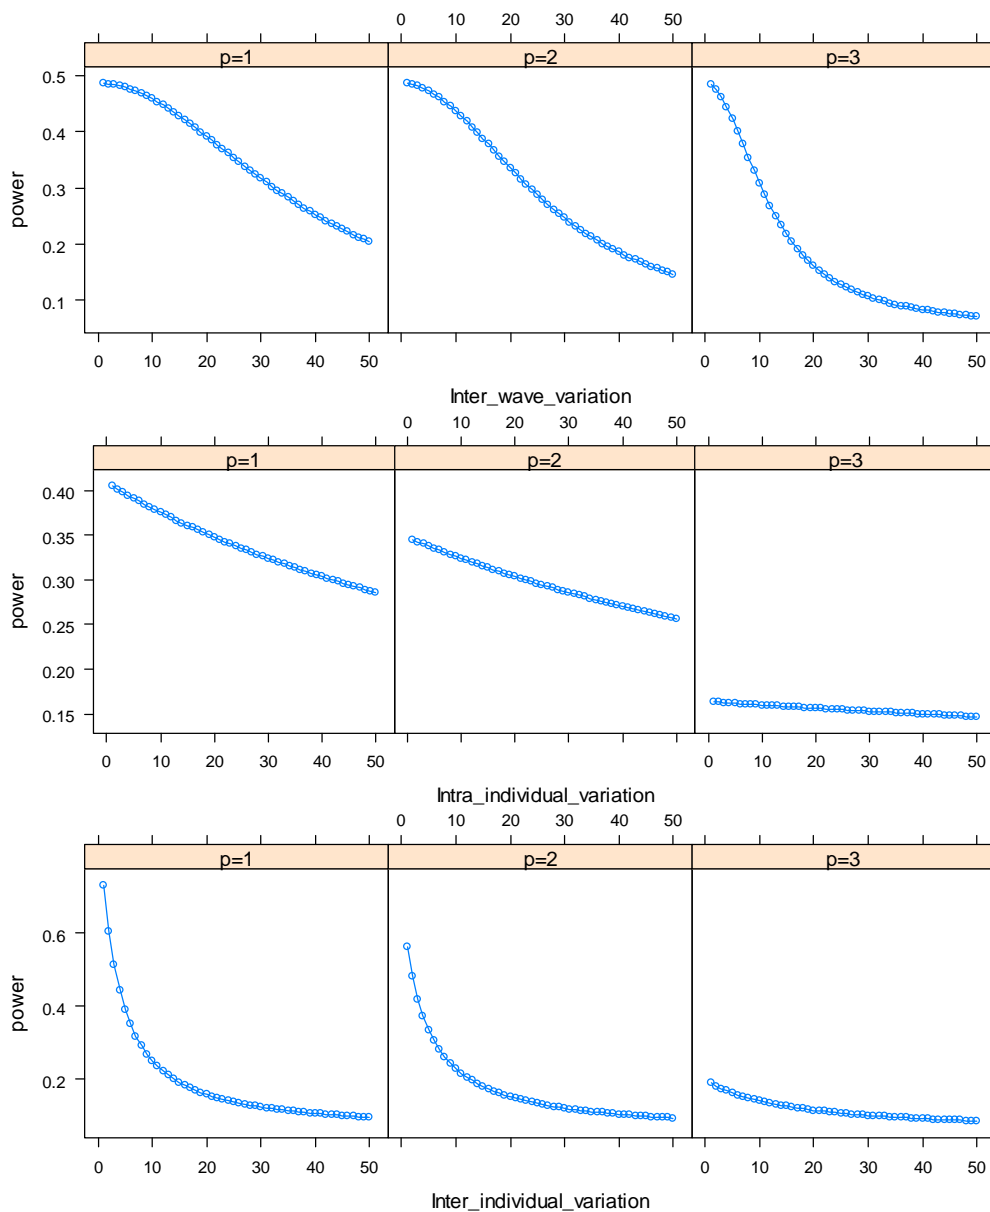 0 10 20 30 40 50
p=1 p=2 p=3
0.5
0.4
0.3
0.2
0.1
power
0 10 20 30 40 50 0 10 20 30 40 50
Inter_wave_variation
0 10 20 30 40 50
p=1 p=2 p=3
0.40
0.35
0.30
0.25
0.20
0.15
power
0 10 20 30 40 50 0 10 20 30 40 50
Intra_individual_variation
0 10 20 30 40 50
p=1 p=2 p=3
0.6
0.4
0.2
power
0 10 20 30 40 50 0 10 20 30 40 50
Inter_individual_variation